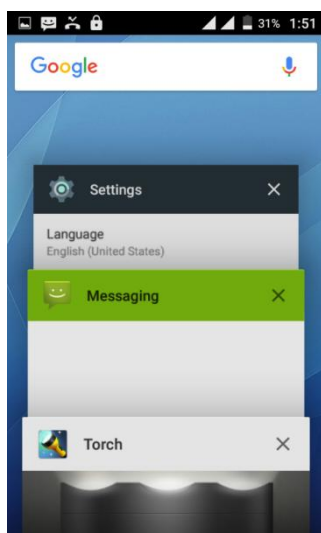 31% 1:51
Google
Settings
Language
English (United States)
Messaging
Torch